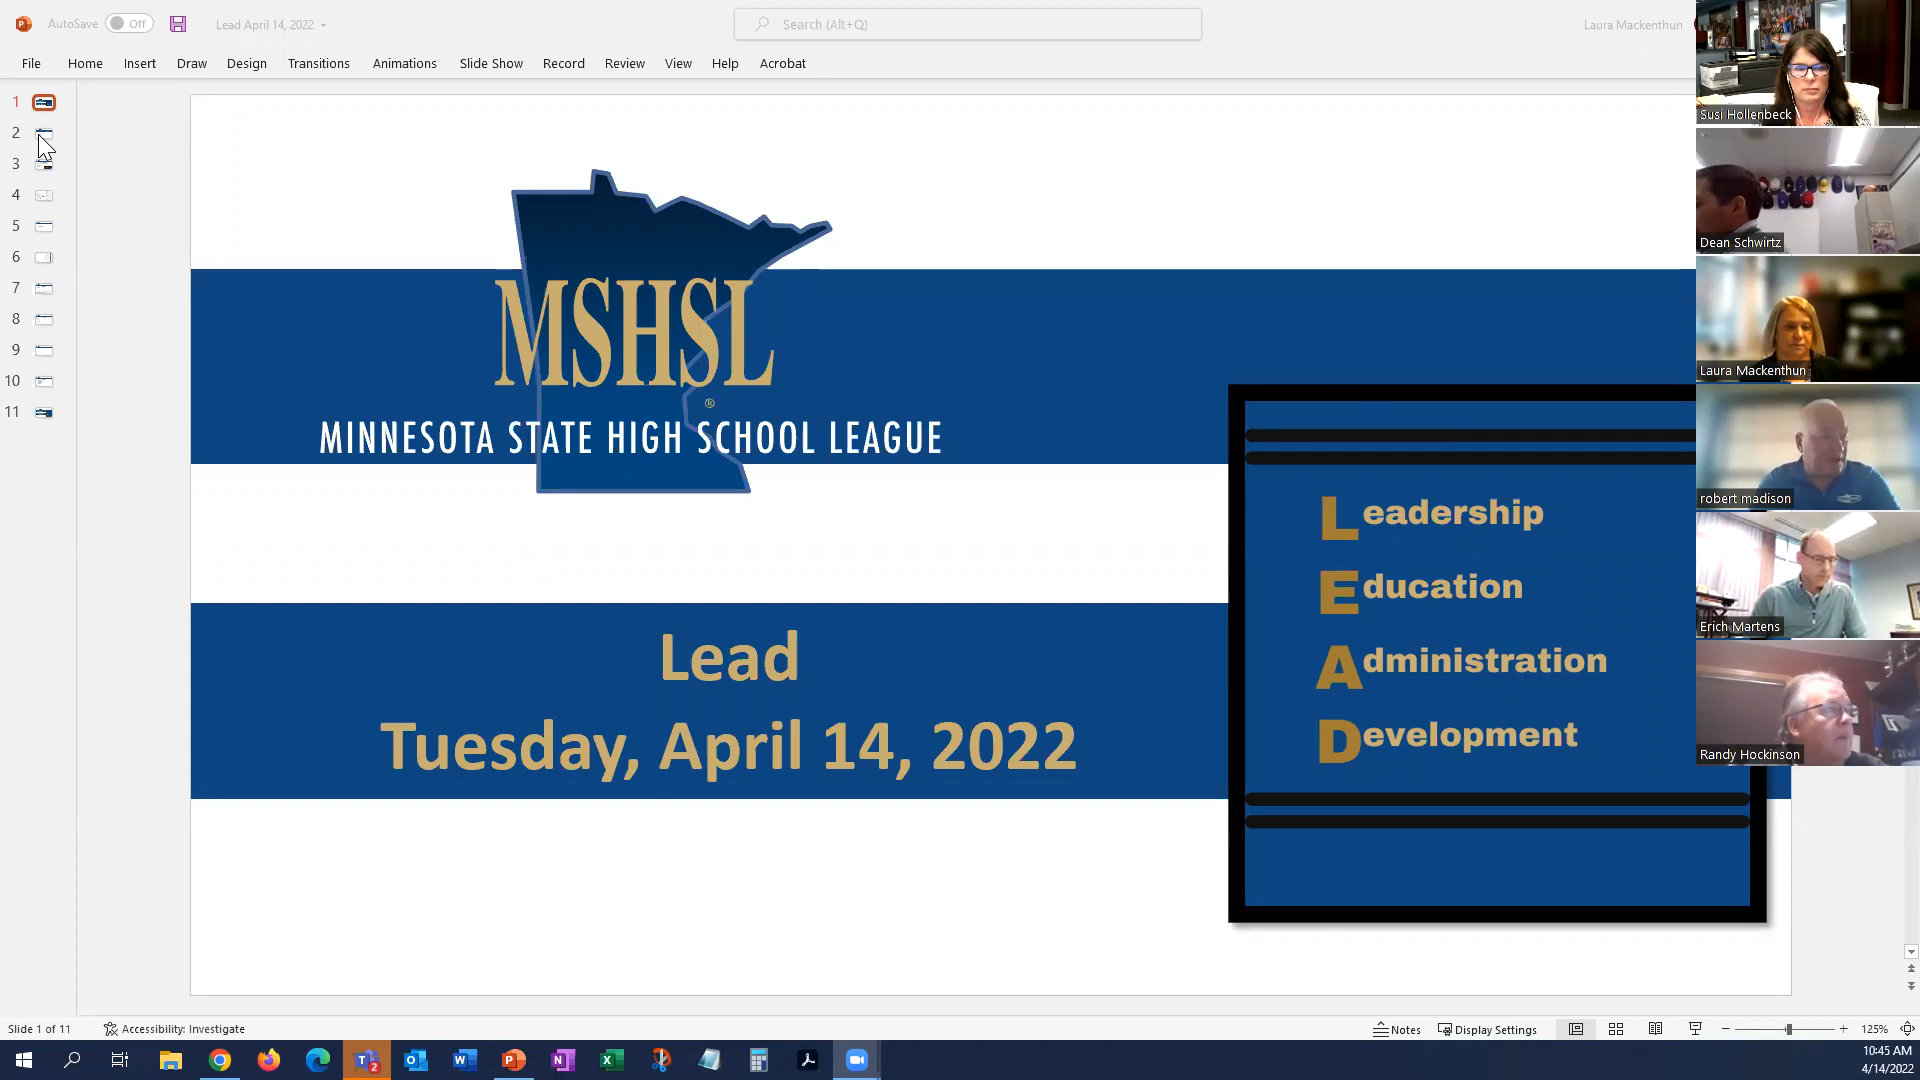 AutoSave Off Lead April 14, 2022 Search (Alt+Q) Laura Mackenthun
File Home Insert Draw Design Transitions Animations Slide Show Record Review View Help Acrobat
1
2
3
4
5
6
7
8
9
10
11
MSHSL
®
MINNESOTA STATE HIGH SCHOOL LEAGUE
Lead
Tuesday, April 14, 2022
Leadership
Education
Administration
Development
Susi Hollenbeck
Dean Schwirtz
Laura Mackenthun
robert madison
Erich Martens
Randy Hockinson
Slide 1 of 11 Accessibility: Investigate Notes Display Settings 125%
10:45 AM
4/14/2022